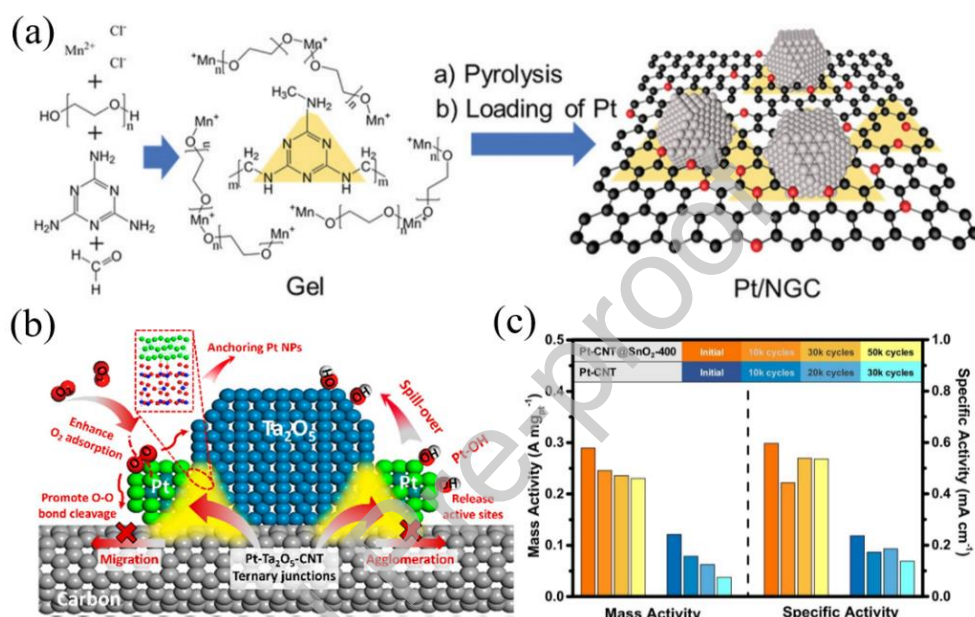 (a)
Cl⁻
Mn²⁺
Cl⁻
+
HO O H n
+
NH₂
N N
H₂N N NH₂
+
O
H H
⁺Mn O n O Mn⁺ O n Mn⁺
H₃C NH₂
N N
H₂ C N H N N H C H₂
m m
Gel
a) Pyrolysis
b) Loading of Pt
Pt/NGC
(b)
Anchoring Pt NPs
O₂
Enhance
O₂ adsorption
Ta₂O₅
OH
Spill-over
Pt-OH
Pt
Pt
Promote O-O
bond cleavage
Release
active sites
Migration
Pt-Ta₂O₅-CNT
Ternary junctions
Agglomeration
Carbon
(c)
Pt-CNT@SnO₂-400 Initial 10k cycles 30k cycles 50k cycles
Pt-CNT Initial 10k cycles 20k cycles 30k cycles
Mass Activity (A mgₚₜ⁻¹)
0.5
0.4
0.3
0.2
0.1
0.0
Specific Activity (mA cm⁻²)
1.0
0.8
0.6
0.4
0.2
0.0
Mass Activity
Specific Activity